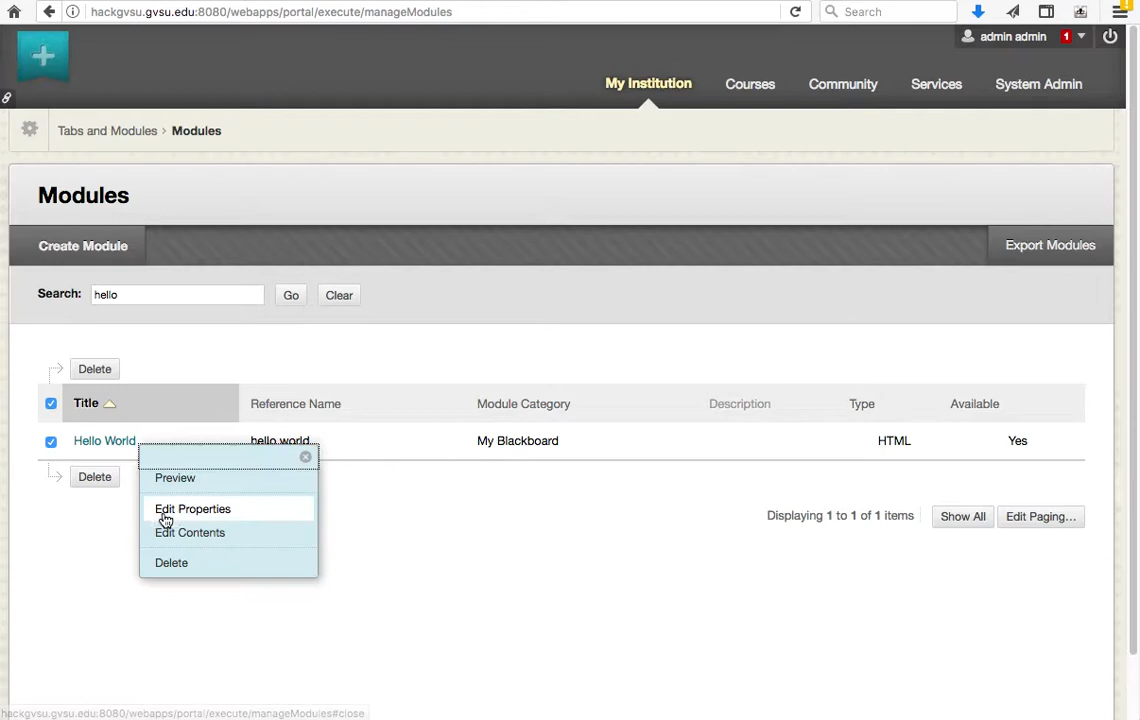 hackgvsu.gvsu.edu:8080/webapps/portal/execute/manageModules
Search
admin admin 1
My Institution Courses Community Services System Admin
Tabs and Modules > Modules
Modules
Create Module Export Modules
Search: hello Go Clear
Delete
Title Reference Name Module Category Description Type Available
Hello World hello world My Blackboard HTML Yes
Delete
Preview
Edit Properties
Edit Contents
Delete
Displaying 1 to 1 of 1 items Show All Edit Paging...
hackgvsu.gvsu.edu:8080/webapps/portal/execute/manageModules#close